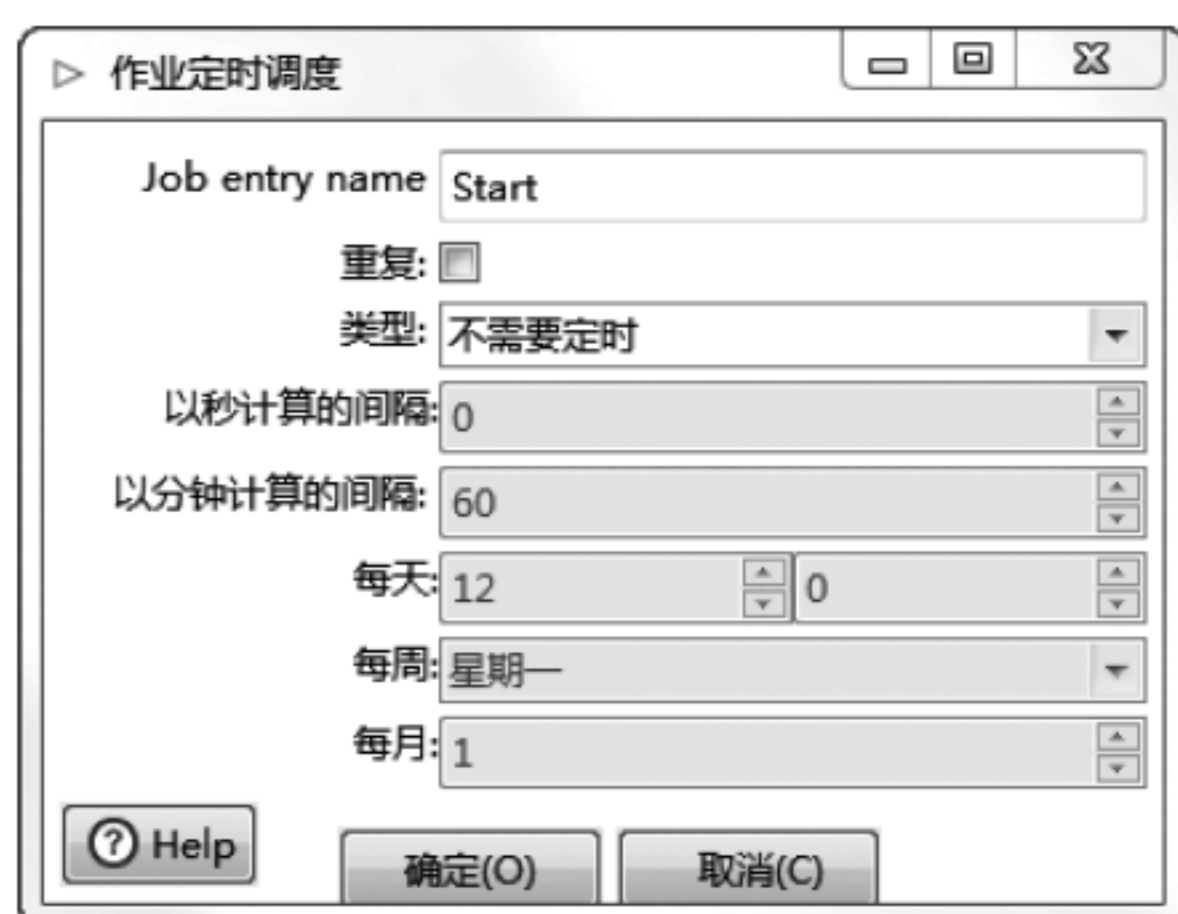 作业定时调度
Job entry name Start
重复:
类型: 不需要定时
以秒计算的间隔: 0
以分钟计算的间隔: 60
每天: 12 0
每周: 星期一
每月: 1
Help
确定(O) 取消(C)